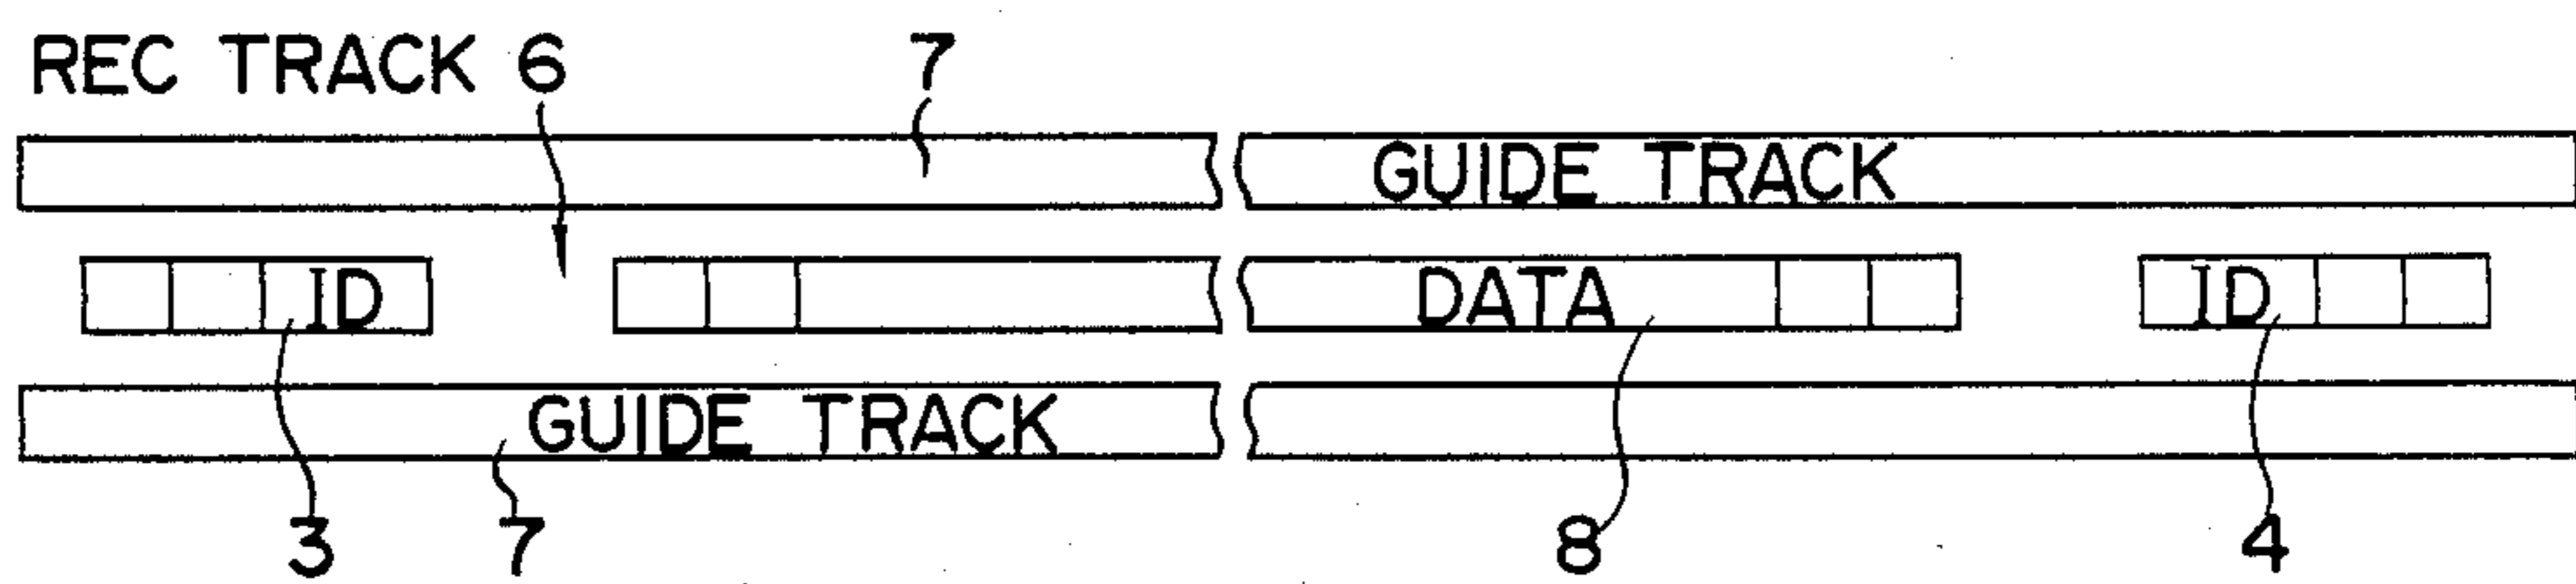 REC TRACK 6 7
GUIDE TRACK
ID DATA ID
GUIDE TRACK
3 7 8 4